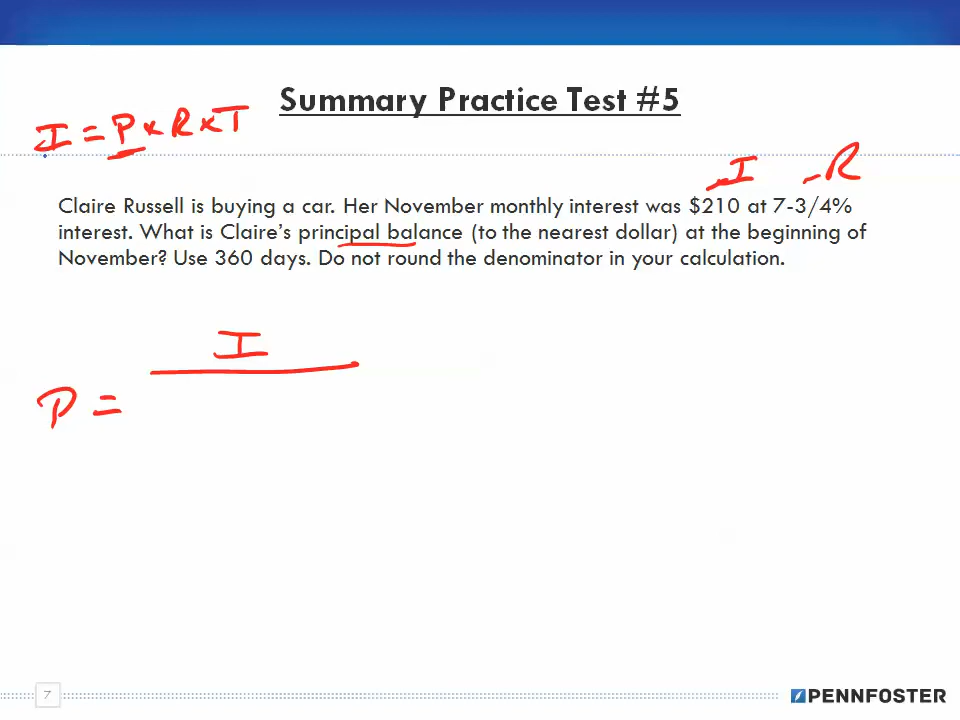 Summary Practice Test #5
I = P x R x T
I R
Claire Russell is buying a car. Her November monthly interest was $210 at 7-3/4%
interest. What is Claire's principal balance (to the nearest dollar) at the beginning of
November? Use 360 days. Do not round the denominator in your calculation.
I
P =
7
PENNFOSTER